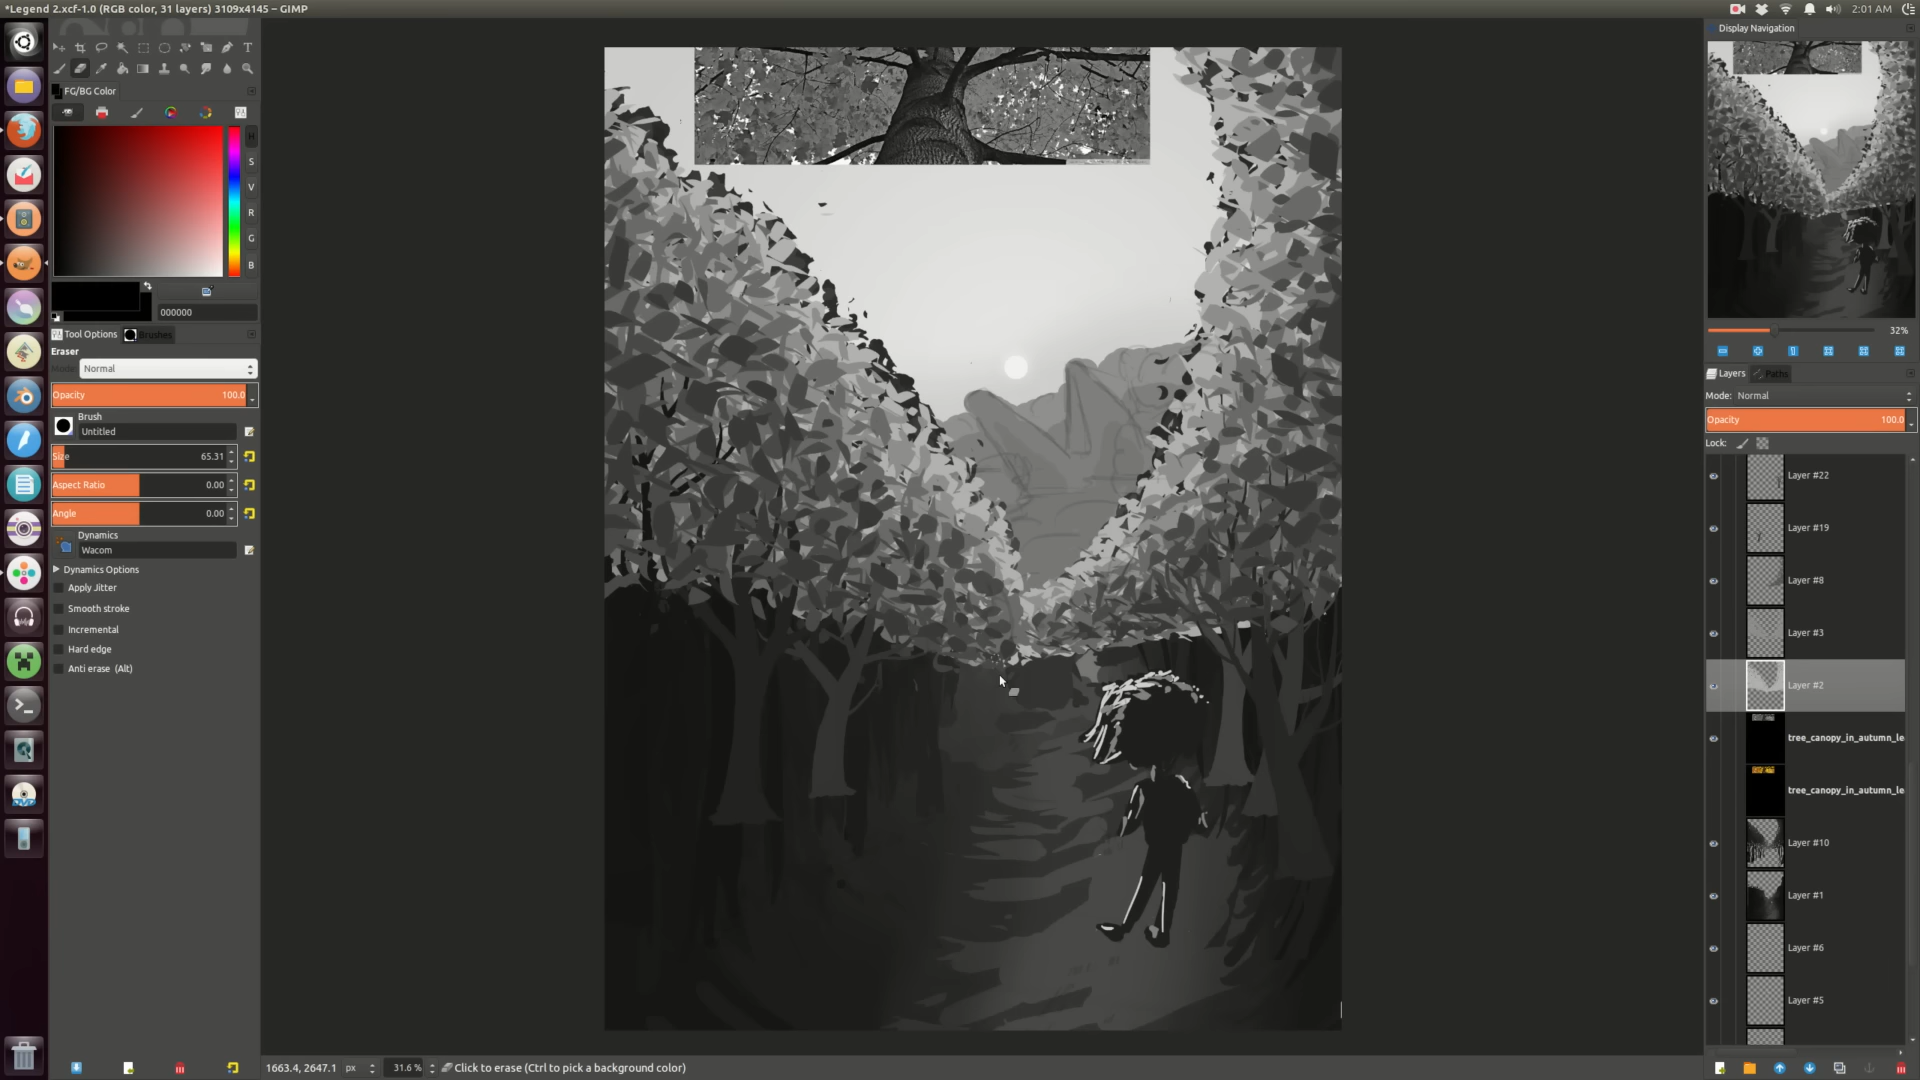 *Legend 2.xcf-1.0 (RGB color, 31 layers) 3109x4145 – GIMP
2:01 AM
FG/BG Color
H
S
V
R
G
B
000000
Tool Options
Brushes
Eraser
Mode:
Normal
Opacity
100.0
Brush
Untitled
Size
65.31
Aspect Ratio
0.00
Angle
0.00
Dynamics
Wacom
Dynamics Options
Apply Jitter
Smooth stroke
Incremental
Hard edge
Anti erase  (Alt)
1663.4, 2647.1
px
31.6 %
Click to erase (Ctrl to pick a background color)
Display Navigation
32%
Layers
Paths
Mode:
Normal
Opacity
100.0
Lock:
Layer #22
Layer #19
Layer #8
Layer #3
Layer #2
tree_canopy_in_autumn_le
tree_canopy_in_autumn_le
Layer #10
Layer #1
Layer #6
Layer #5